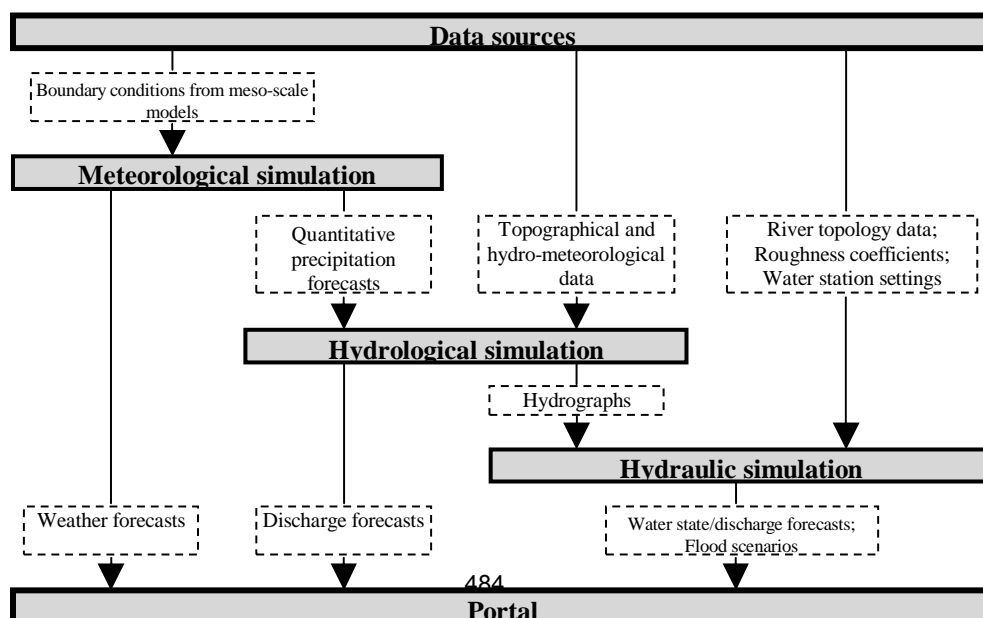 Data sources
Boundary conditions from meso-scale
models
Meteorological simulation
Quantitative
precipitation
forecasts
Topographical and
hydro-meteorological
data
River topology data;
Roughness coefficients;
Water station settings
Hydrological simulation
Hydrographs
Hydraulic simulation
Weather forecasts
Discharge forecasts
Water state/discharge forecasts;
Flood scenarios
484
Portal